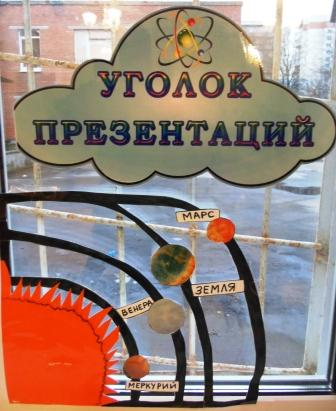 УГОЛОК
ПРЕЗЕНТАЦИЙ
МАРС
ЗЕМЛЯ
ВЕНЕРА
МЕРКУРИЙ